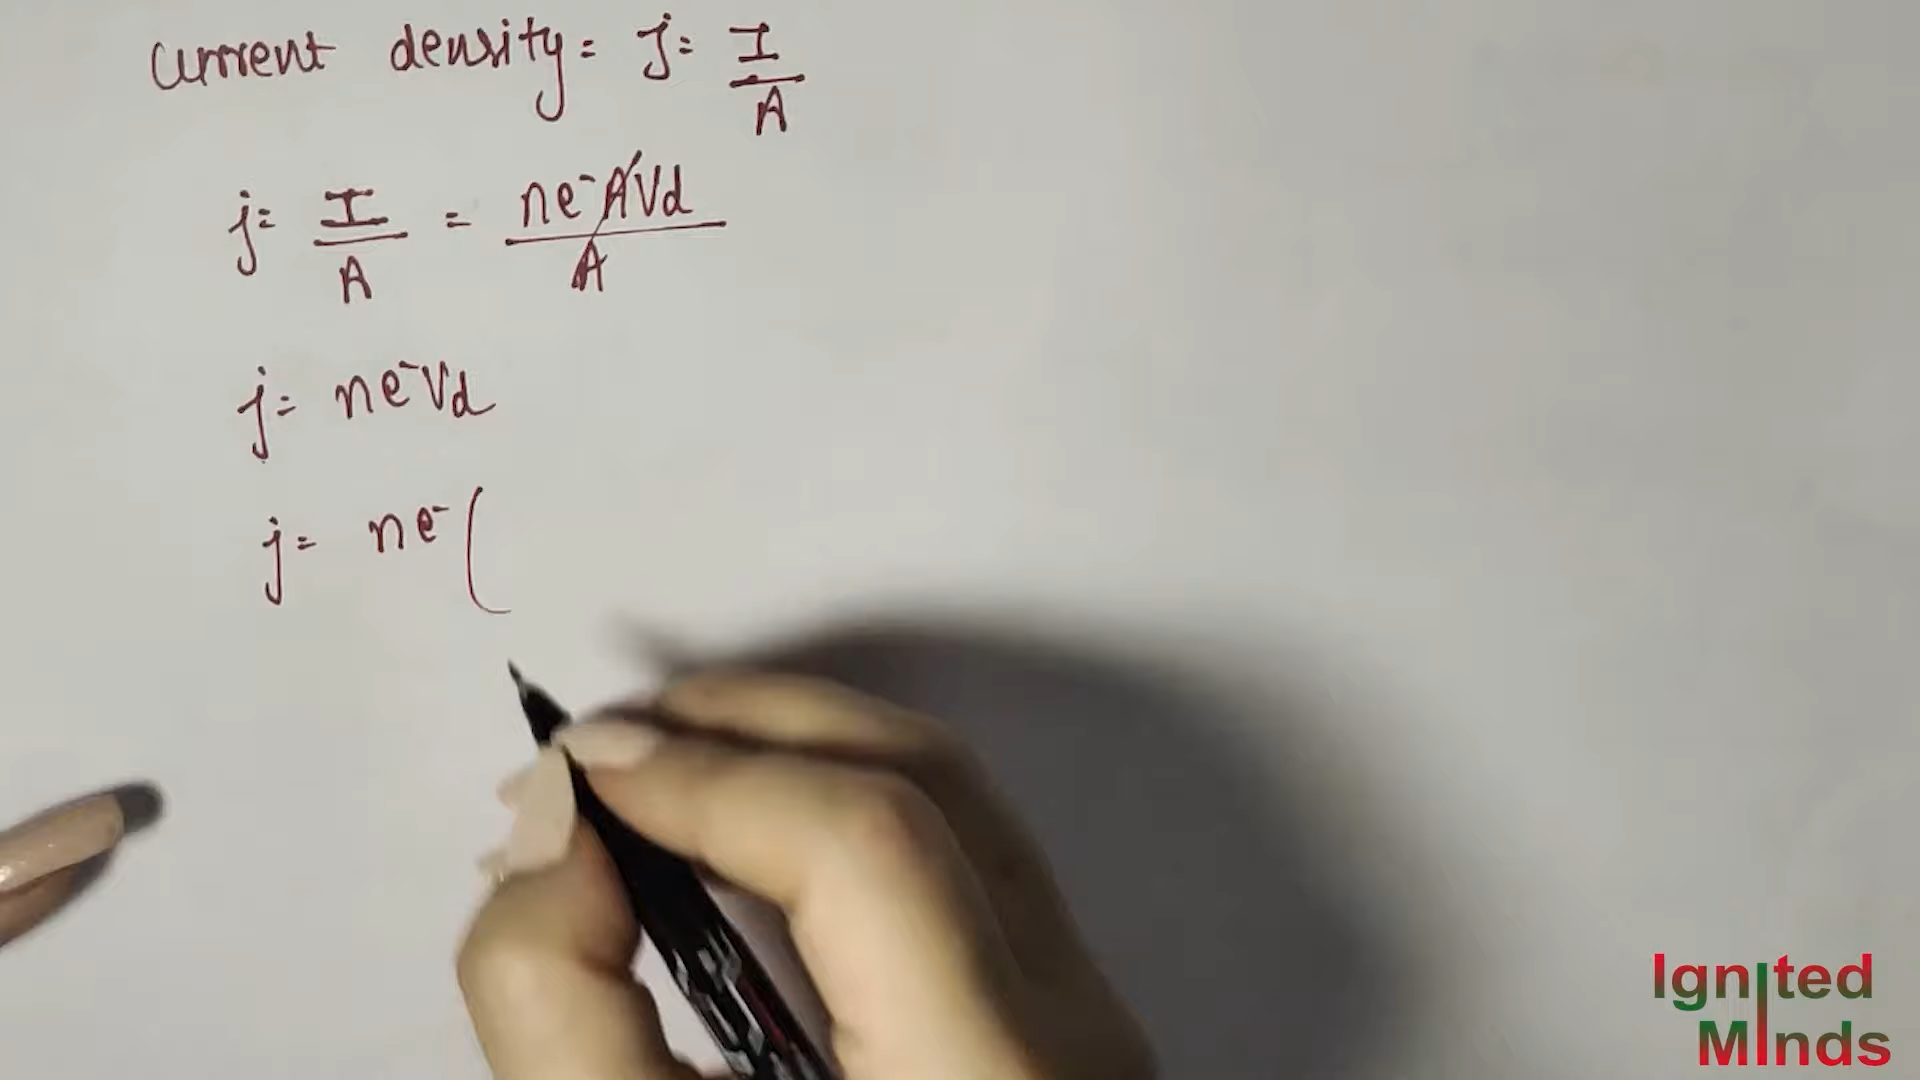 Current density = J = I/A
j = I/A = ne⁻AVd/A
j = ne⁻Vd
j = ne⁻(
Ignited
Minds